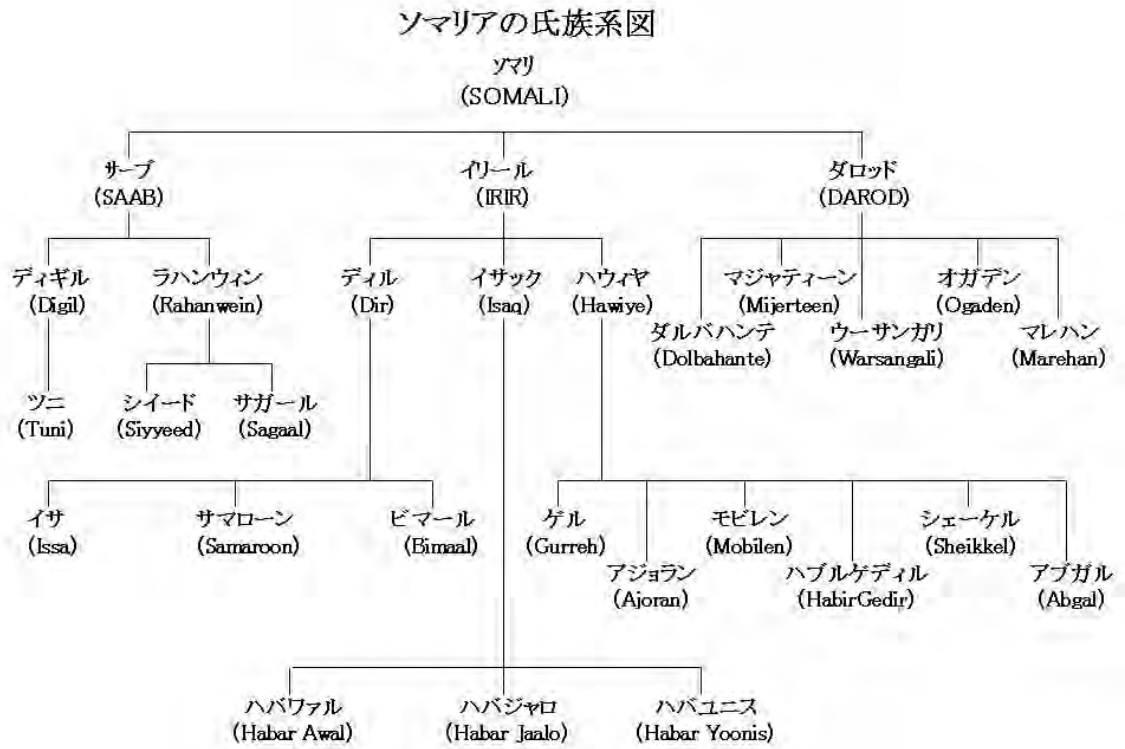 ソマリアの氏族系図
ソマリ
(SOMALI)
サーブ
(SAAB)
イリール
(IRIR)
ダロッド
(DAROD)
ディギル
(Digil)
ラハンウィン
(Rahanwein)
ディル
(Dir)
イサック
(Isaq)
ハウィヤ
(Hawiye)
マジャティーン
(Mijerteen)
オガデン
(Ogaden)
ダルバハンテ
(Dolbahante)
ウーサンガリ
(Warsangali)
マレハン
(Marehan)
ツニ
(Tuni)
シイード
(Siyyeed)
サガール
(Sagaal)
イサ
(Issa)
サマローン
(Samaroon)
ビマール
(Bimaal)
ゲル
(Gurreh)
モビレン
(Mobilen)
シェーケル
(Sheikkel)
アジョラン
(Ajoran)
ハブルゲディル
(HabirGedir)
アブガル
(Abgal)
ハバワァル
(Habar Awal)
ハバジャロ
(Habar Jaalo)
ハバユニス
(Habar Yoonis)